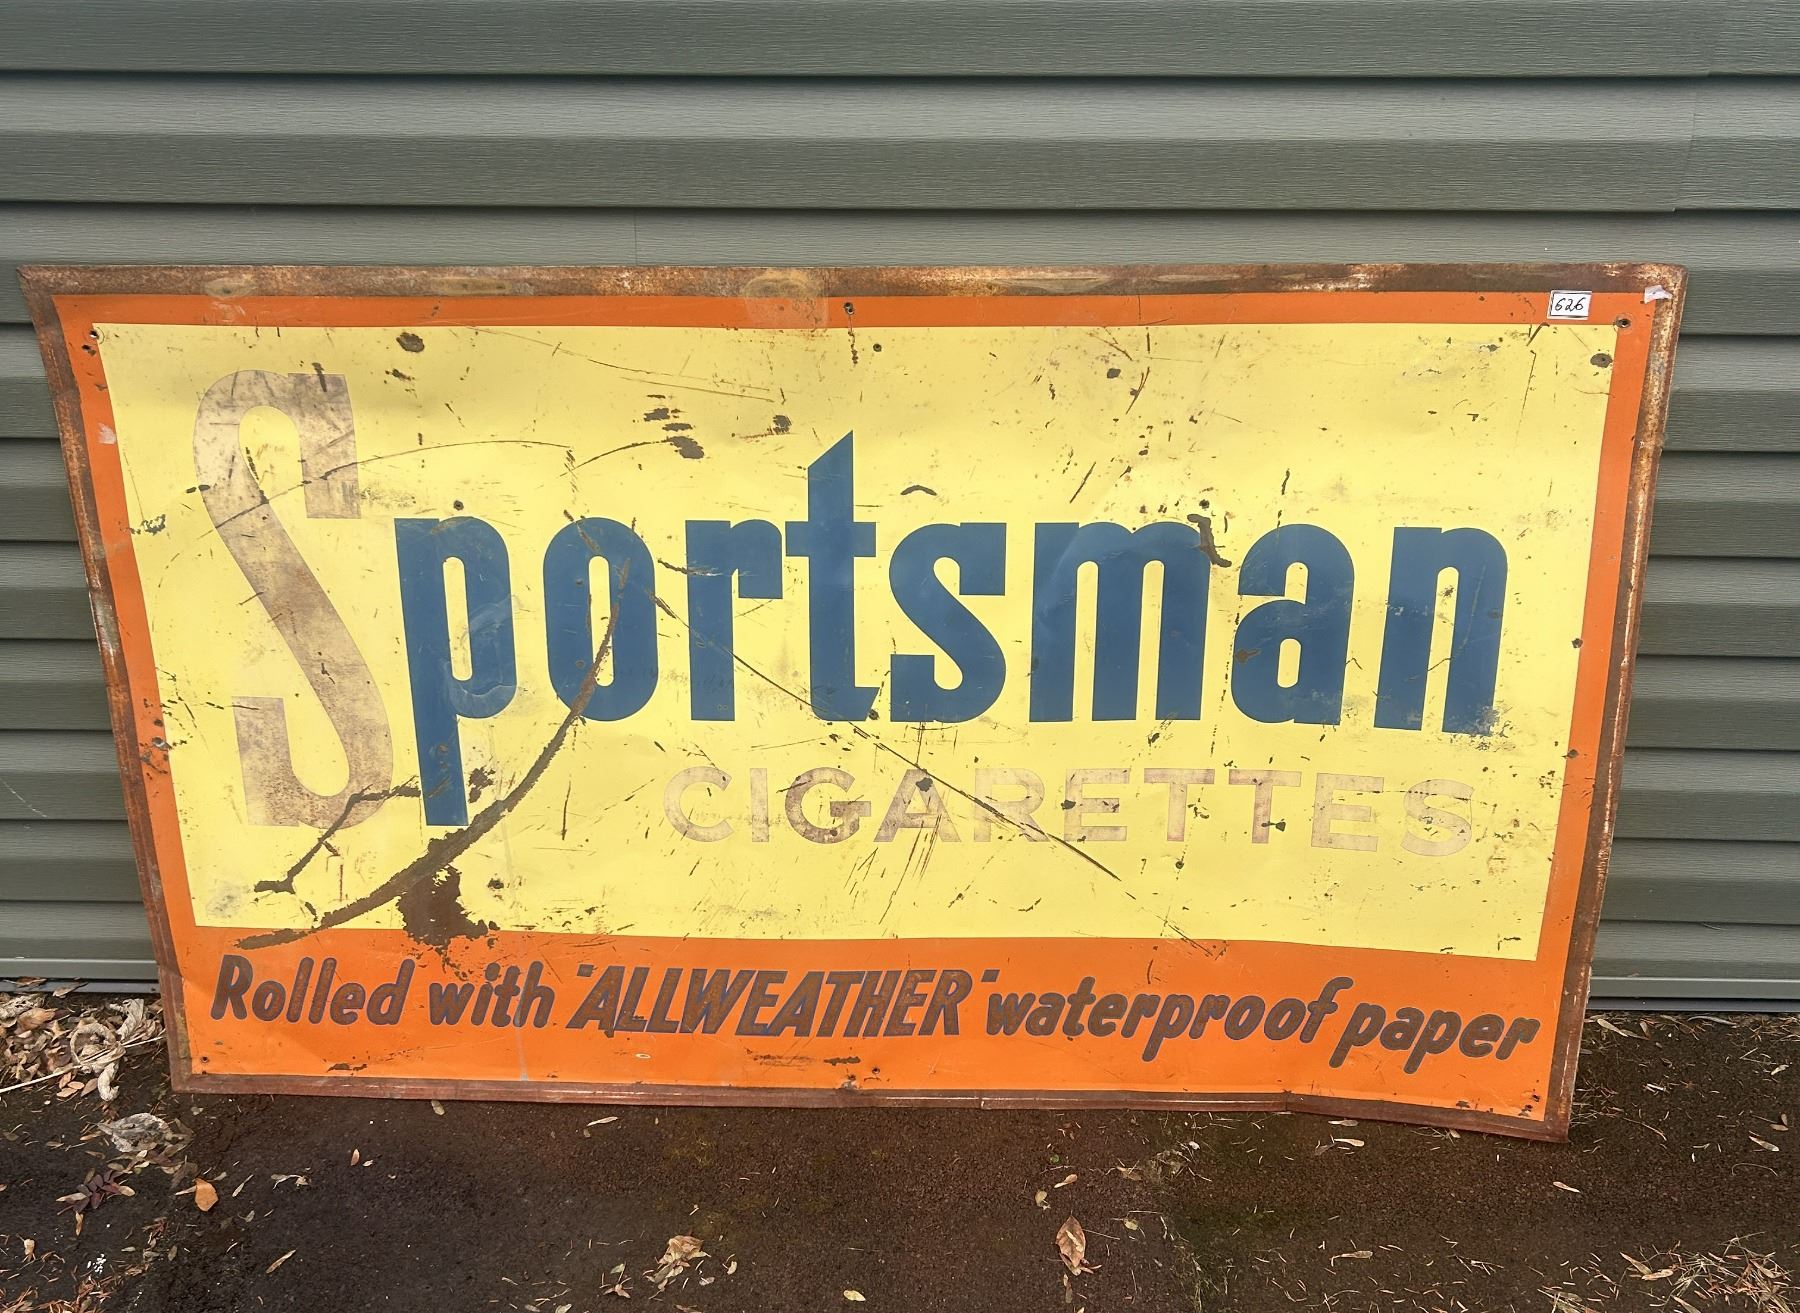 626
Sportsman
CIGARETTES
Rolled with "ALLWEATHER" waterproof paper